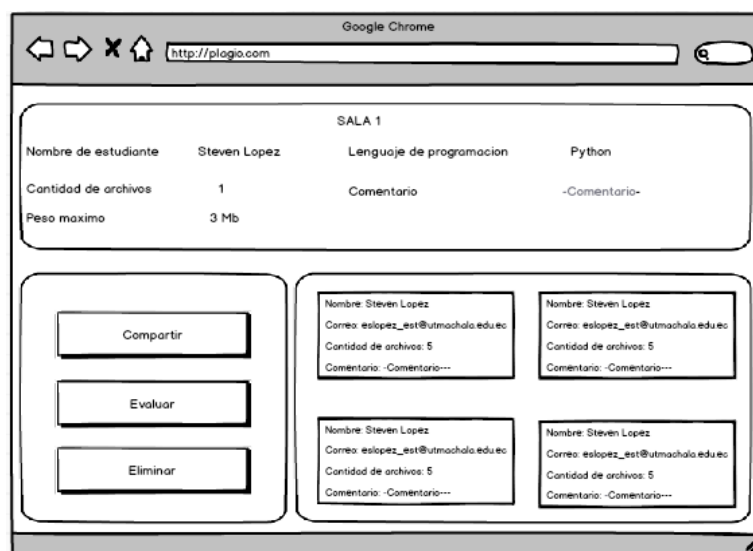 Google Chrome
http://plagio.com
SALA 1
Nombre de estudiante Steven Lopez Lenguaje de programacion Python
Cantidad de archivos 1 Comentario -Comentario-
Peso maximo 3 Mb
Compartir
Evaluar
Eliminar
Nombre: Steven Lopez
Correo: eslopez_est@utmachala.edu.ec
Cantidad de archivos: 5
Comentario: -Comentario---
Nombre: Steven Lopez
Correo: eslopez_est@utmachala.edu.ec
Cantidad de archivos: 5
Comentario: -Comentario---
Nombre: Steven Lopez
Correo: eslopez_est@utmachala.edu.ec
Cantidad de archivos: 5
Comentario: -Comentario---
Nombre: Steven Lopez
Correo: eslopez_est@utmachala.edu.ec
Cantidad de archivos: 5
Comentario: -Comentario---